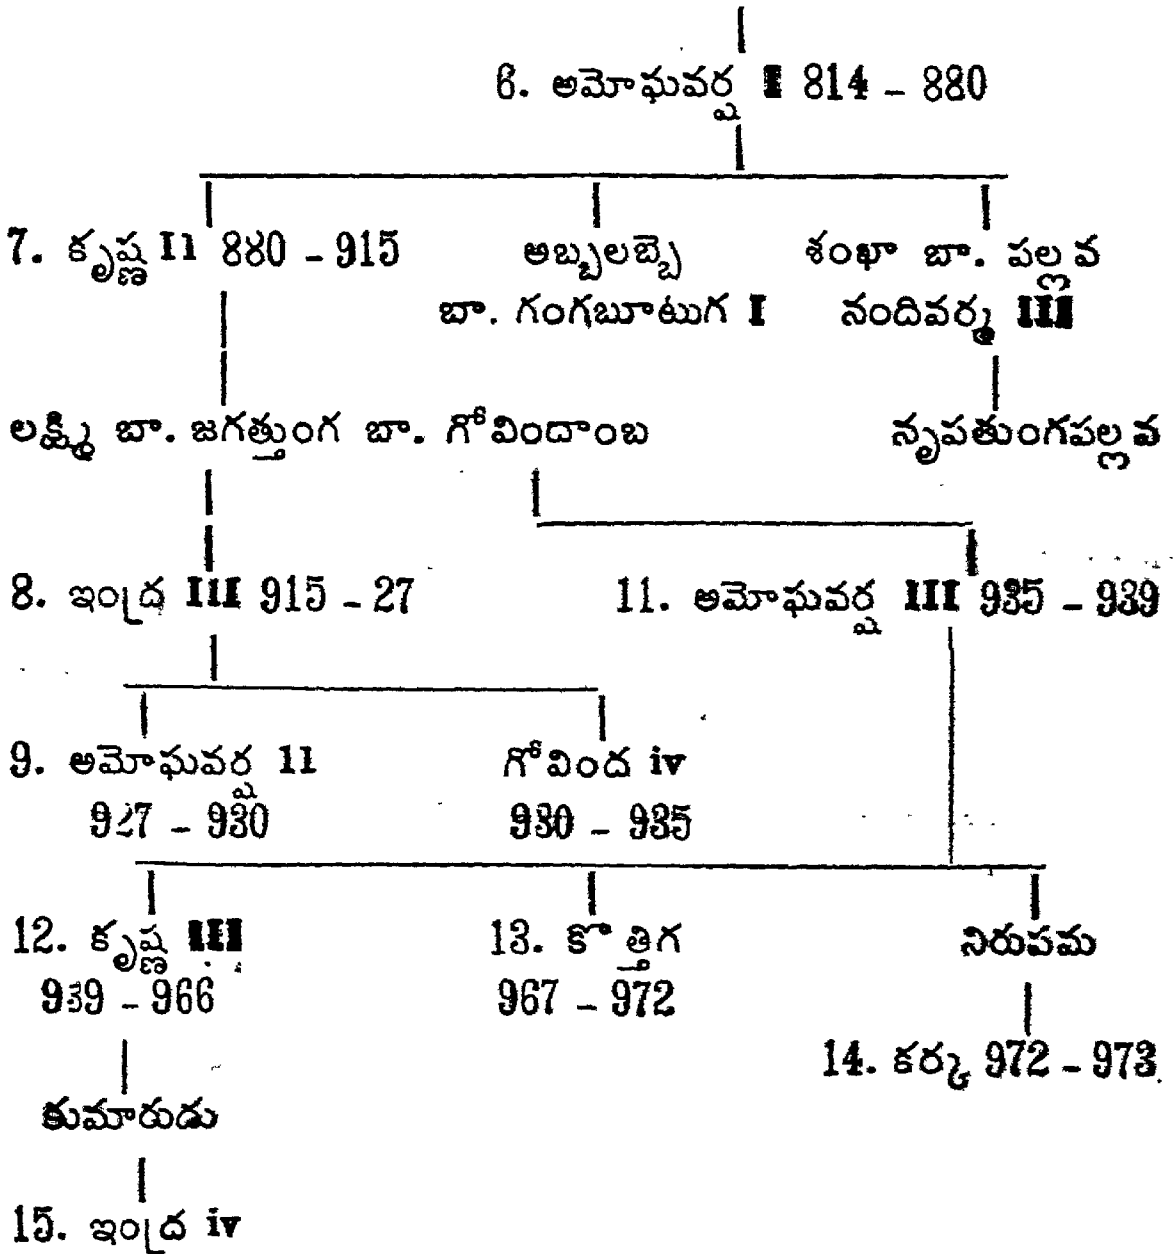 6. అమోఘవర్ష I 814 - 880
7. కృష్ణ II 880 - 915 అబ్బలబ్బె శంఖా బా. పల్లవ
బా. గంగబూటుగ I నందివర్మ III
లక్ష్మి బా. జగత్తుంగ బా. గోవిందాంబ నృపతుంగపల్లవ
8. ఇంద్ర III 915 - 27 11. అమోఘవర్ష III 935 - 939
9. అమోఘవర్ష 11 గోవింద iv
927 - 930 930 - 935
12. కృష్ణ III 13. కొత్తిగ నిరుపమ
939 - 966 967 - 972
14. కర్క 972 - 973
కుమారుడు
15. ఇంద్ర iv